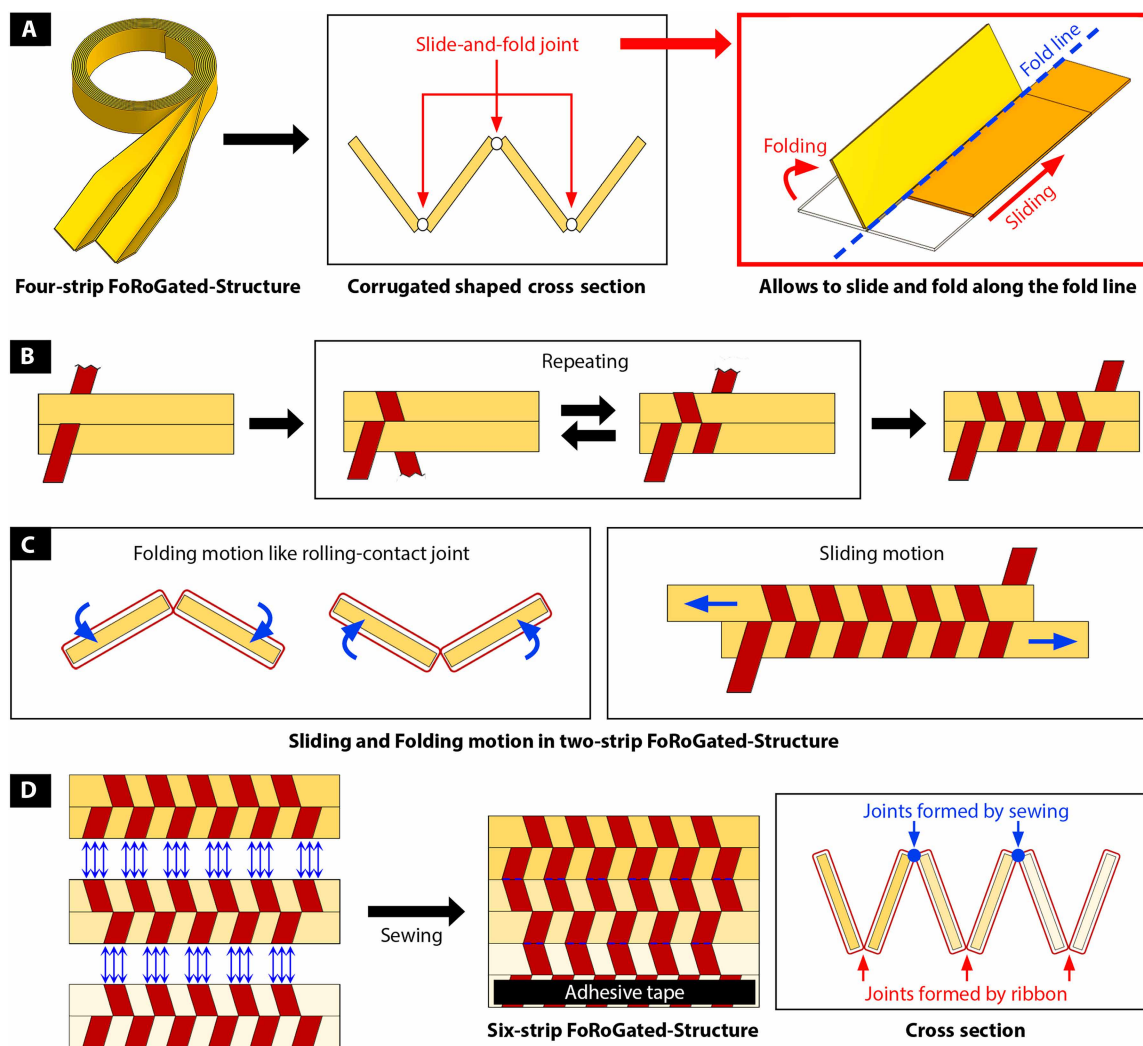 A
Slide-and-fold joint
Fold line
Folding
Sliding
Four-strip FoRoGated-Structure
Corrugated shaped cross section
Allows to slide and fold along the fold line
B
Repeating
C
Folding motion like rolling-contact joint
Sliding motion
Sliding and Folding motion in two-strip FoRoGated-Structure
D
Sewing
Adhesive tape
Six-strip FoRoGated-Structure
Joints formed by sewing
Joints formed by ribbon
Cross section